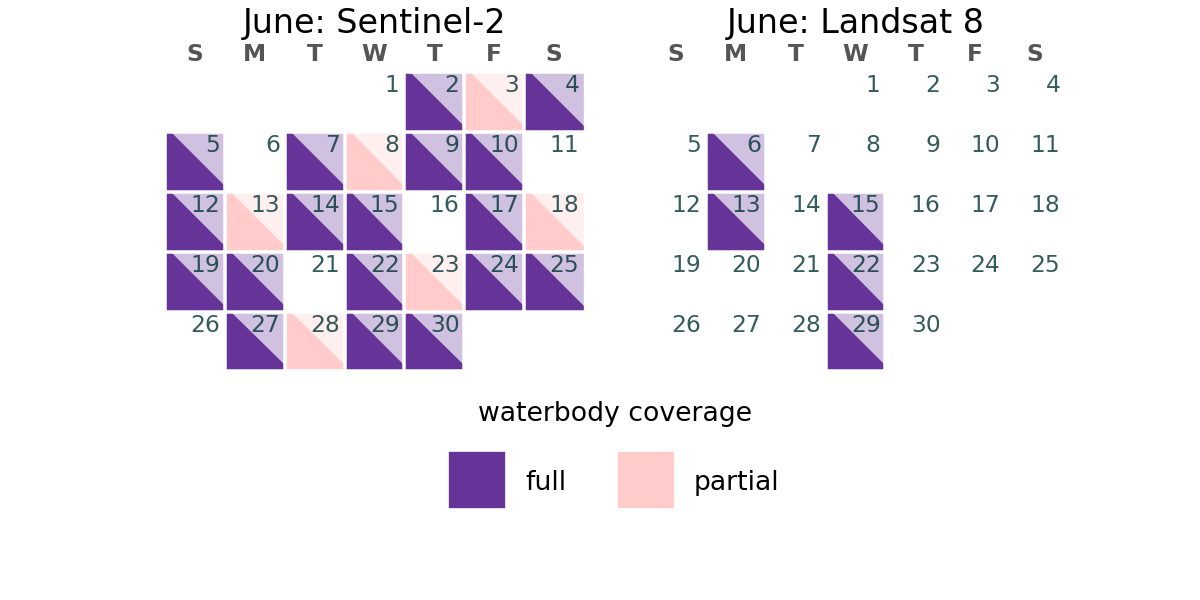 June: Sentinel-2
S M T W T F S
1 2 3 4
5 6 7 8 9 10 11
12 13 14 15 16 17 18
19 20 21 22 23 24 25
26 27 28 29 30
June: Landsat 8
S M T W T F S
1 2 3 4
5 6 7 8 9 10 11
12 13 14 15 16 17 18
19 20 21 22 23 24 25
26 27 28 29 30
waterbody coverage
full
partial